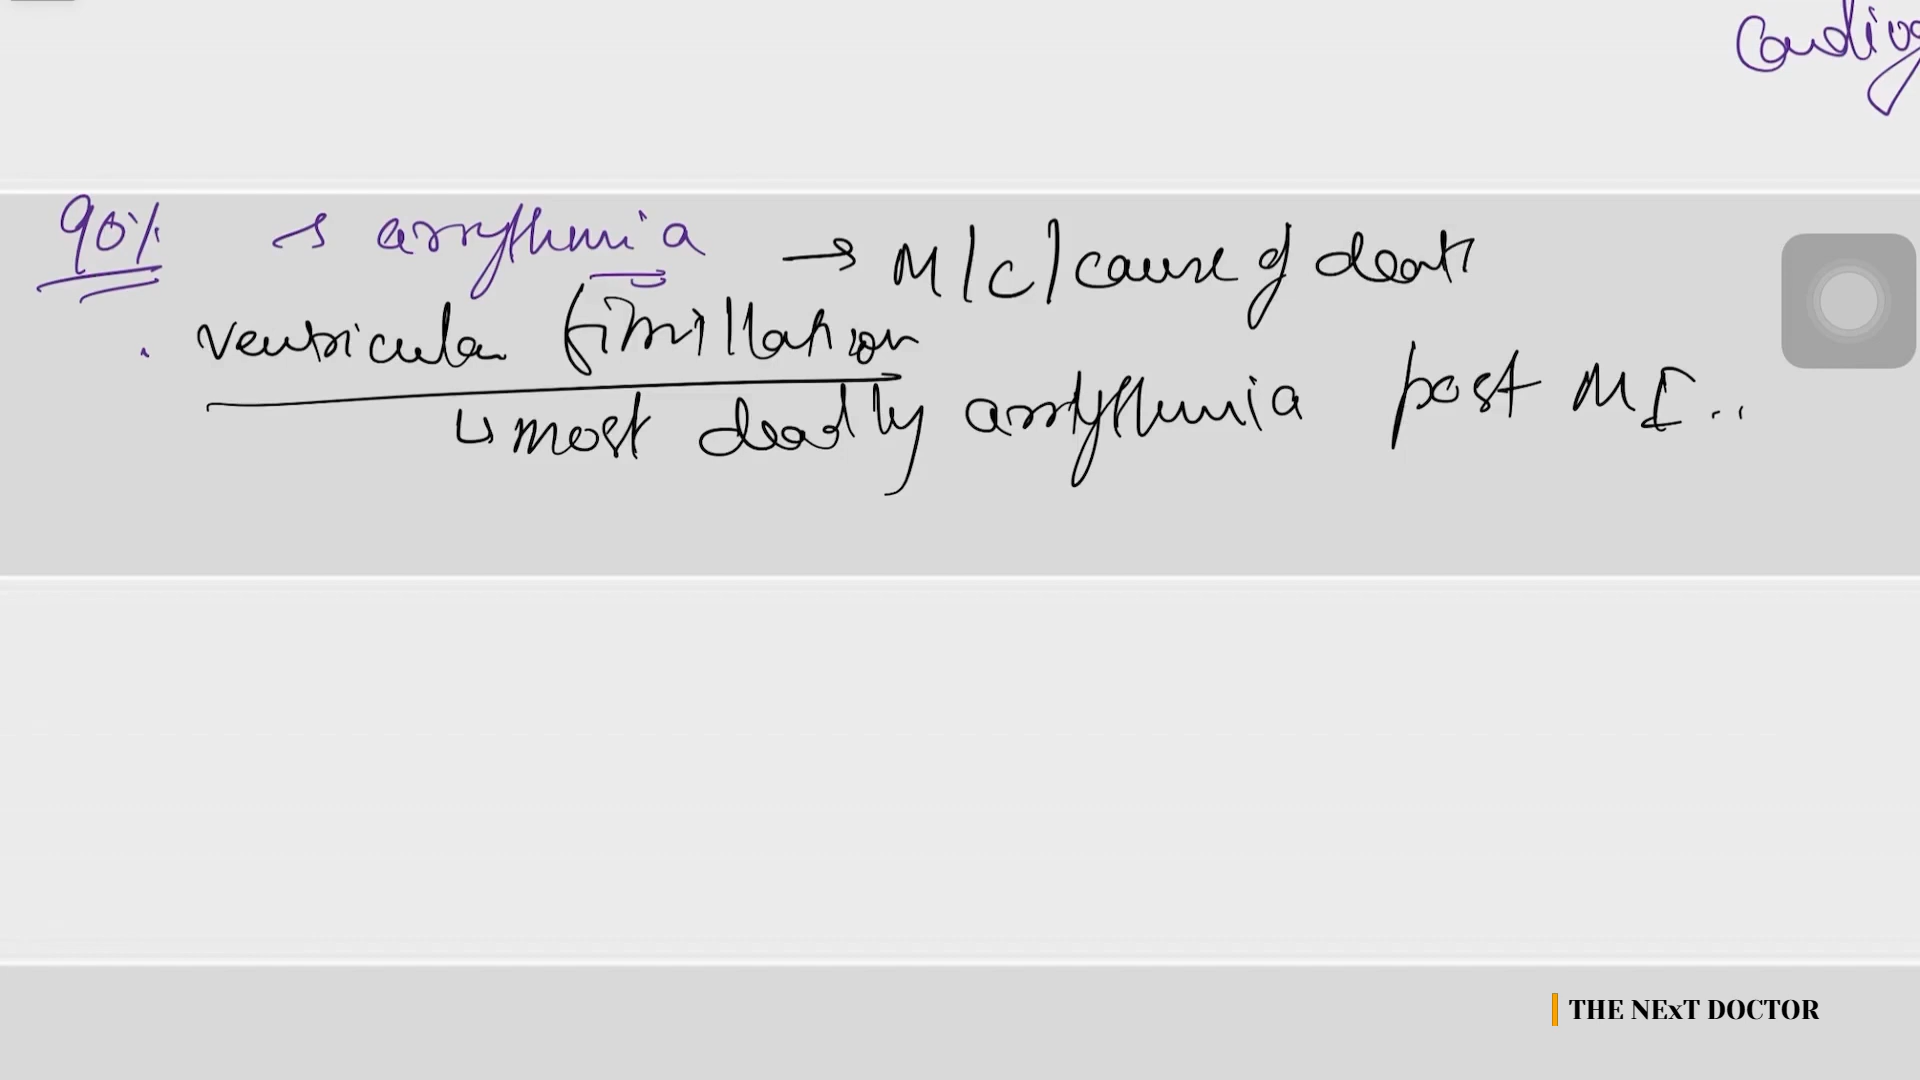 90% → arrythmia → M/C/cause of death
. ventricular fibrillation
↳ most deadly arrythmia post MI..
THE NExT DOCTOR